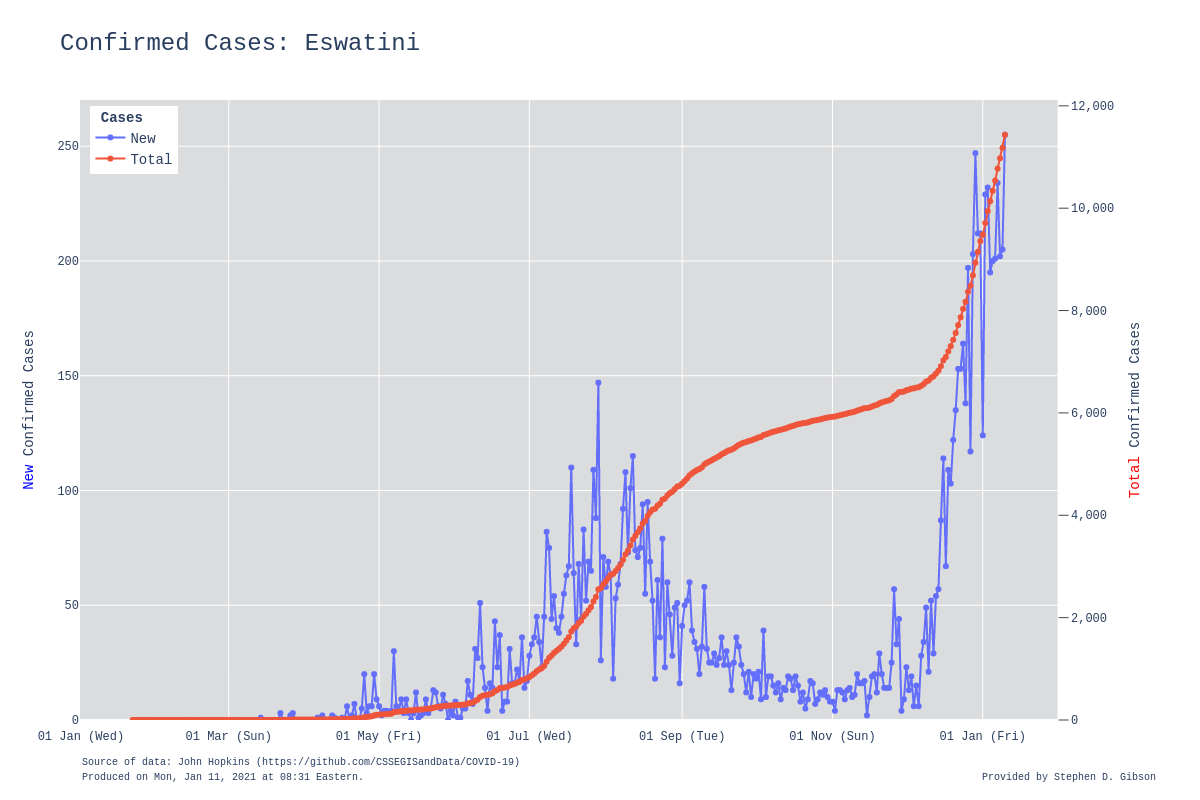 Confirmed Cases: Eswatini
Cases
New
Total
250
200
150
100
50
0
New Confirmed Cases
12,000
10,000
8,000
6,000
4,000
2,000
0
Total Confirmed Cases
01 Jan (Wed)
01 Mar (Sun)
01 May (Fri)
01 Jul (Wed)
01 Sep (Tue)
01 Nov (Sun)
01 Jan (Fri)
Source of data: John Hopkins (https://github.com/CSSEGISandData/COVID-19)
Produced on Mon, Jan 11, 2021 at 08:31 Eastern.
Provided by Stephen D. Gibson